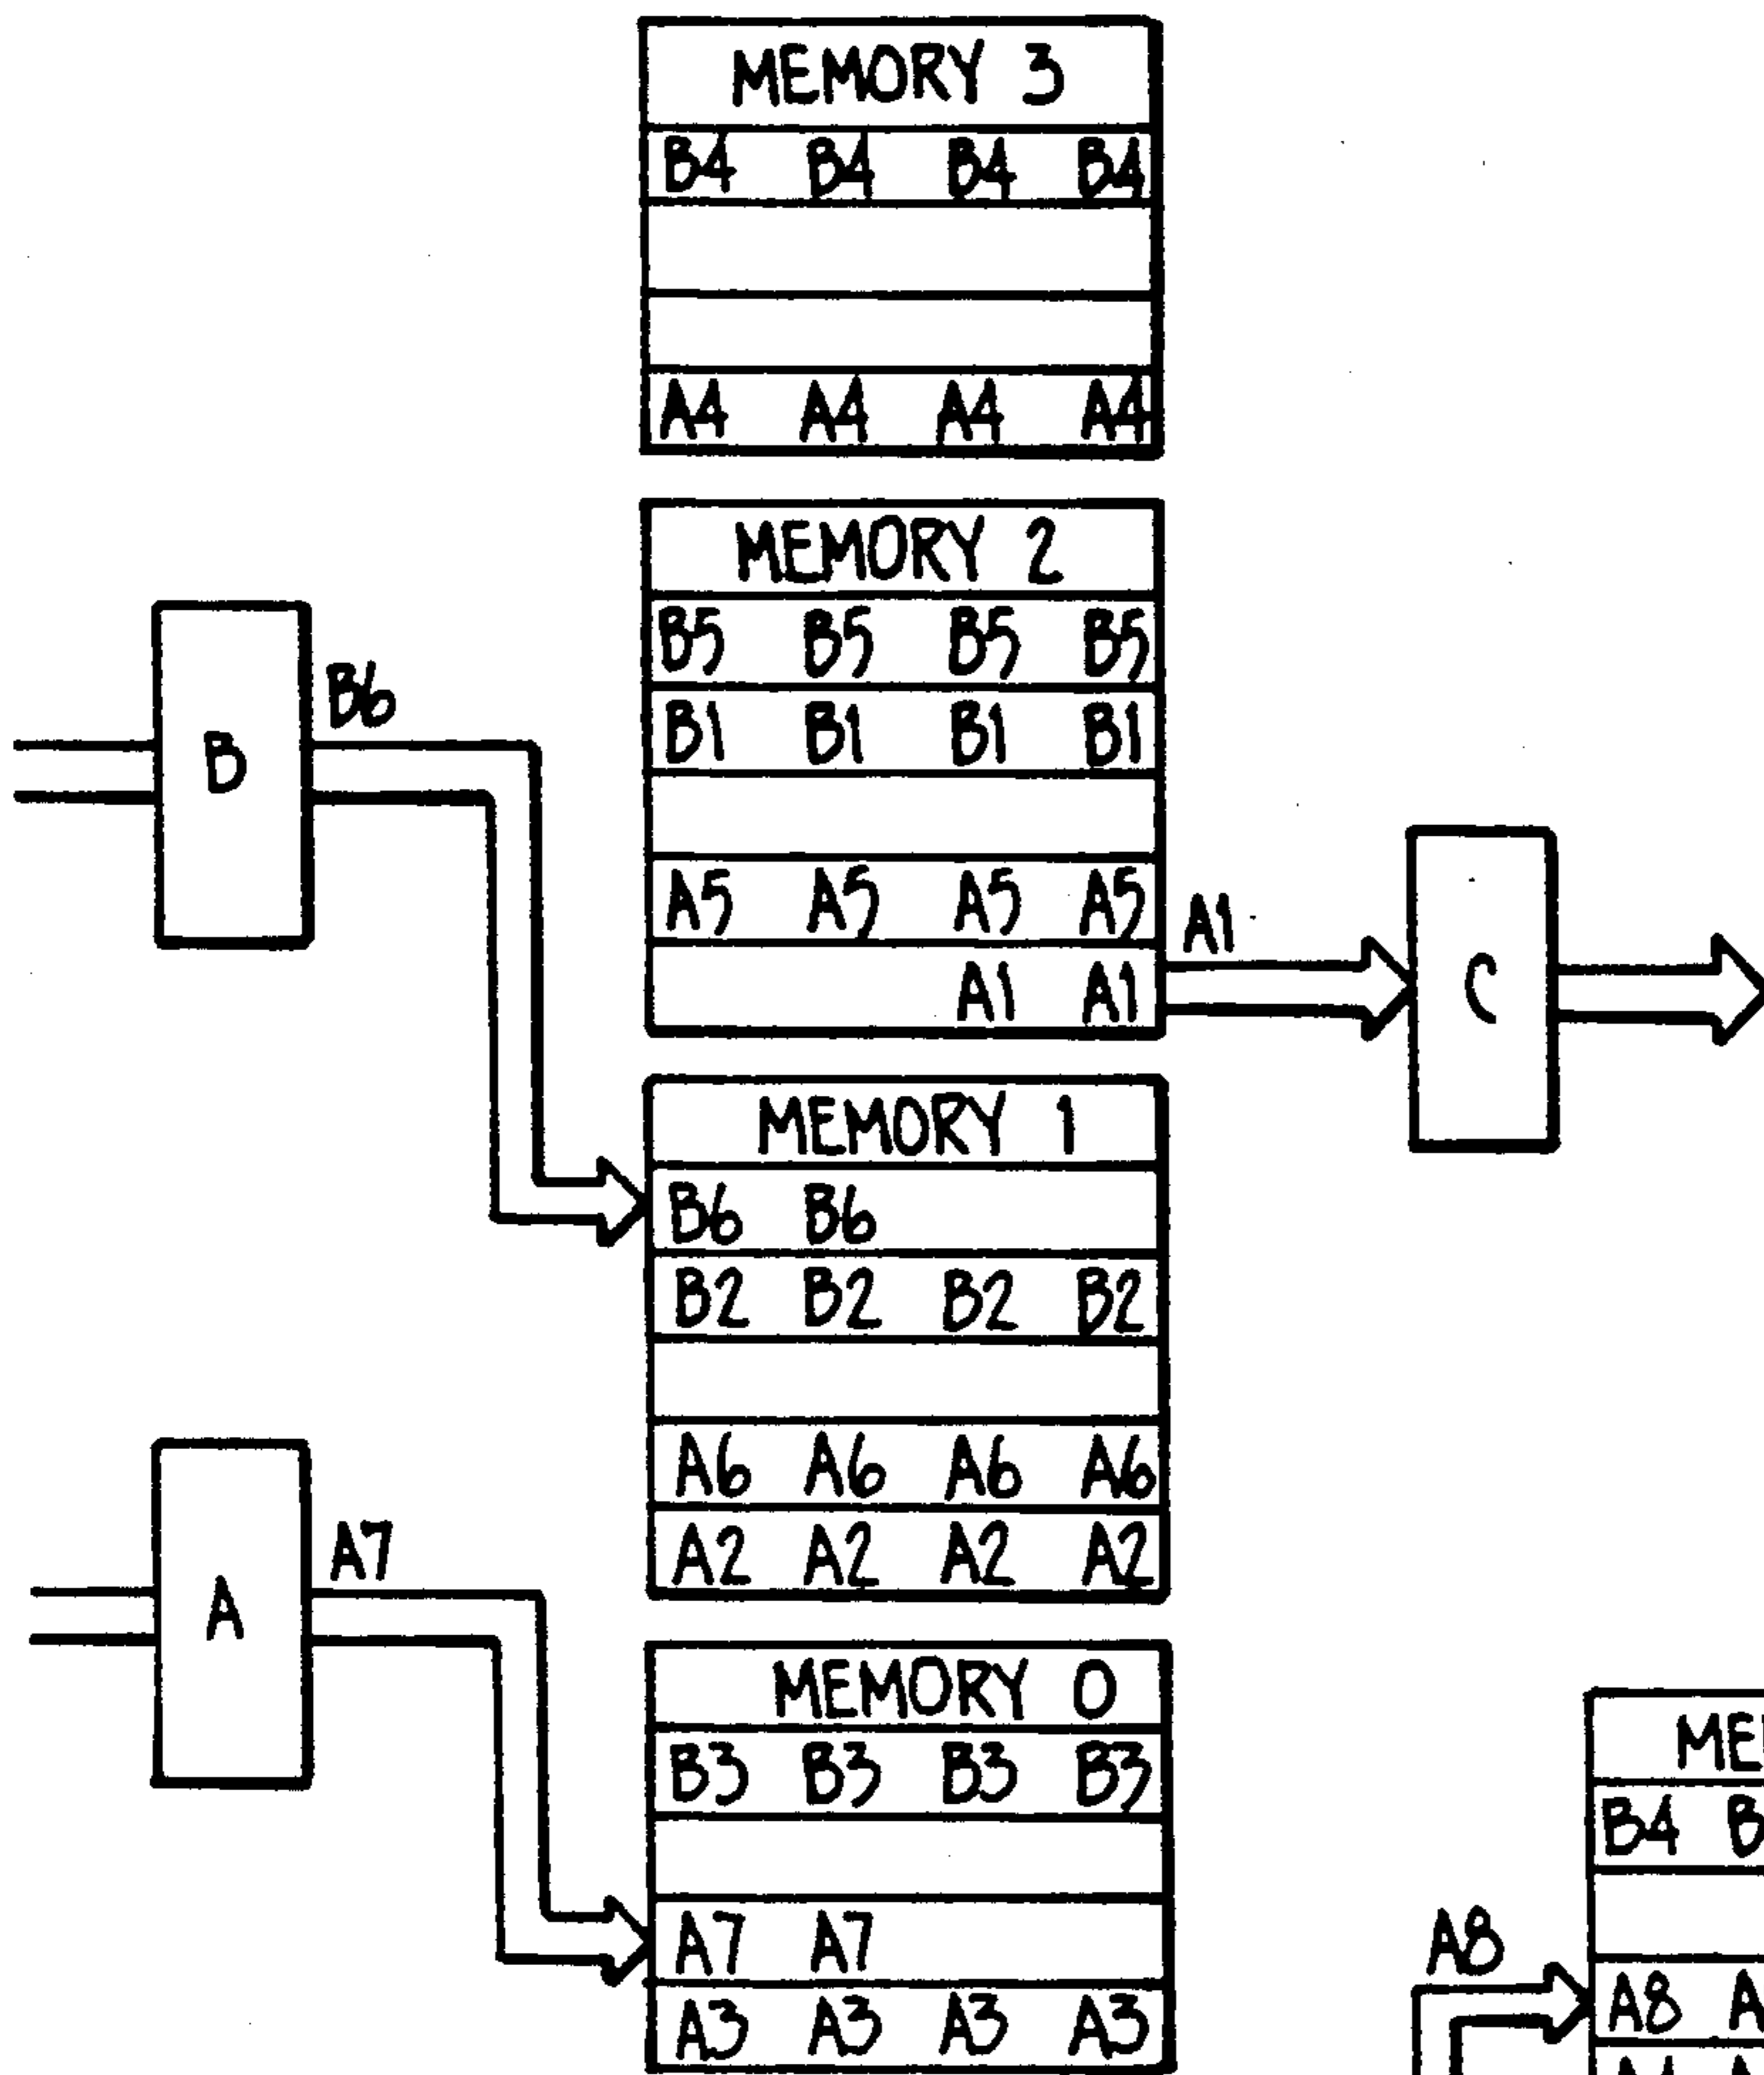 MEMORY 3
B4 B4 B4 B4
A4 A4 A4 A4
MEMORY 2
B5 B5 B5 B5
B1 B1 B1 B1
A5 A5 A5 A5
A1 A1
A1
C
B
B6
MEMORY 1
B6 B6
B2 B2 B2 B2
A6 A6 A6 A6
A2 A2 A2 A2
A
A7
MEMORY 0
B3 B3 B3 B3
A7 A7
A3 A3 A3 A3
B4
A8
A8